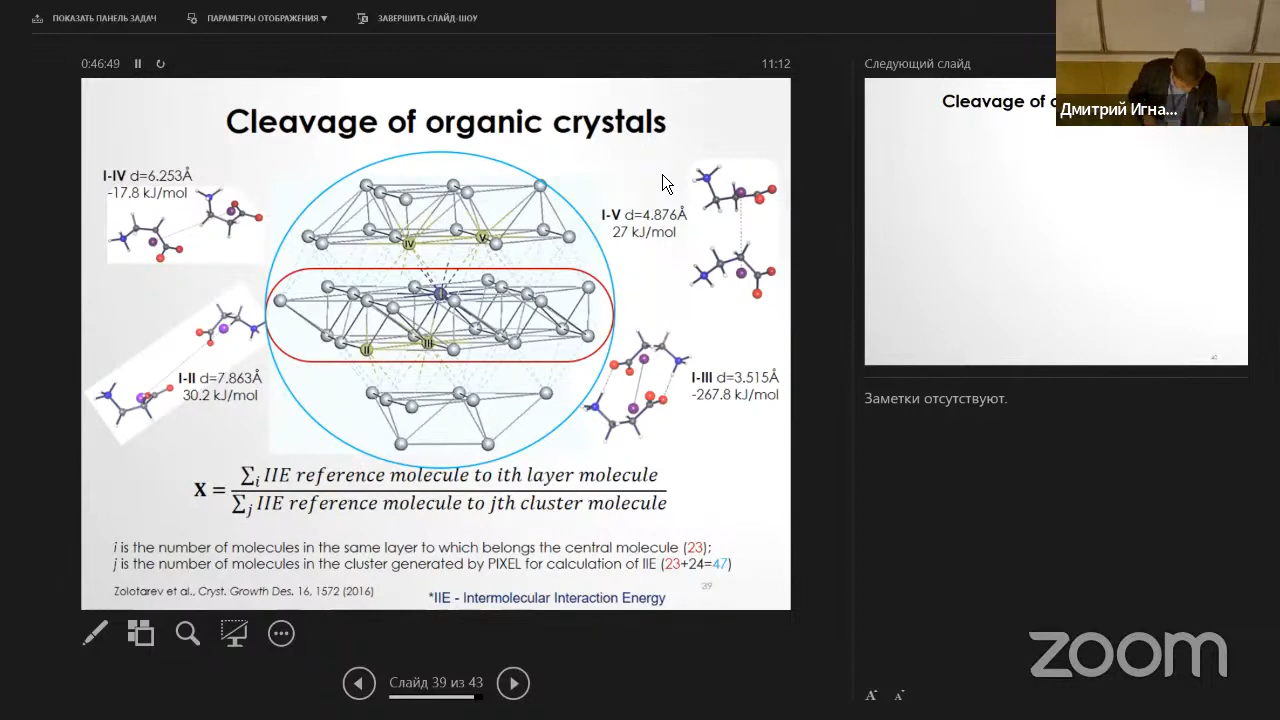 ПОКАЗАТЬ ПАНЕЛЬ ЗАДАЧ
ПАРАМЕТРЫ ОТОБРАЖЕНИЯ ▼
ЗАВЕРШИТЬ СЛАЙД-ШОУ
0:46:49
11:12
Следующий слайд
Дмитрий Игна...
Cleavage of organic crystals
I-IV d=6.253Å
-17.8 kJ/mol
I-V d=4.876Å
27 kJ/mol
IV
V
I
II
III
I-II d=7.863Å
30.2 kJ/mol
I-III d=3.515Å
-267.8 kJ/mol
X = ∑i IIE reference molecule to ith layer molecule
∑j IIE reference molecule to jth cluster molecule
i is the number of molecules in the same layer to which belongs the central molecule (23);
j is the number of molecules in the cluster generated by PIXEL for calculation of IIE (23+24=47)
39
Zolotarev et al., Cryst. Growth Des. 16, 1572 (2016)
*IIE - Intermolecular Interaction Energy
Cleavage of o
Заметки отсутствуют.
Слайд 39 из 43
zoom
A
A